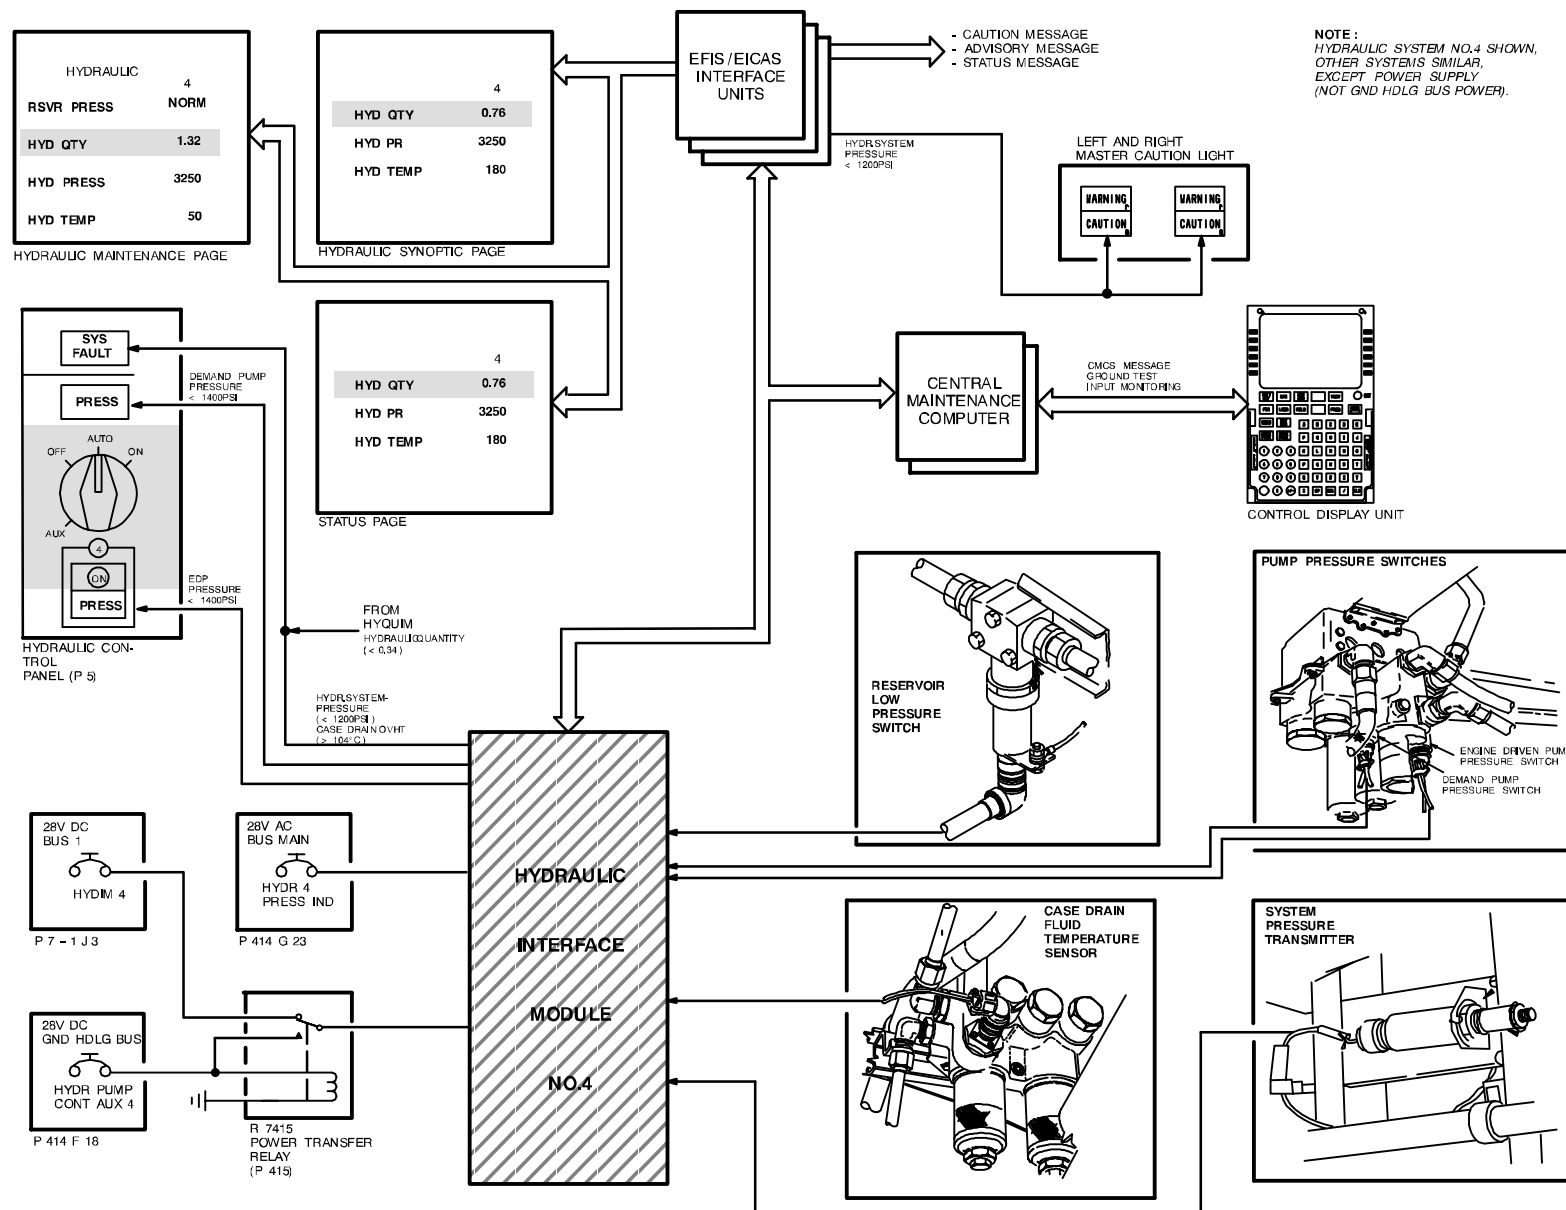 HYDRAULIC
4
RSVR PRESS NORM
HYD QTY 1.32
HYD PRESS 3250
HYD TEMP 50
HYDRAULIC MAINTENANCE PAGE
4
HYD QTY 0.76
HYD PR 3250
HYD TEMP 180
HYDRAULIC SYNOPTIC PAGE
EFIS/EICAS
INTERFACE
UNITS
- CAUTION MESSAGE
- ADVISORY MESSAGE
- STATUS MESSAGE
NOTE :
HYDRAULIC SYSTEM NO.4 SHOWN,
OTHER SYSTEMS SIMILAR,
EXCEPT POWER SUPPLY
(NOT GND HDLG BUS POWER).
HYDR.SYSTEM
PRESSURE
< 1200PSI
LEFT AND RIGHT
MASTER CAUTION LIGHT
WARNING
CAUTION
WARNING
CAUTION
SYS
FAULT
PRESS
DEMAND PUMP
PRESSURE
< 1400PSI
OFF
AUTO
ON
AUX
4
ON
PRESS
EDP
PRESSURE
< 1400PSI
HYDRAULIC CON-
TROL
PANEL (P 5)
4
HYD QTY 0.76
HYD PR 3250
HYD TEMP 180
STATUS PAGE
CENTRAL
MAINTENANCE
COMPUTER
CMCS MESSAGE
GROUND TEST
INPUT MONITORING
CONTROL DISPLAY UNIT
FROM
HYQUIM
HYDRAULICQUANTITY
( < 0,34 )
HYDR.SYSTEM-
PRESSURE
( < 1200PSI )
CASE DRAIN OVHT
( > 104°C )
RESERVOIR
LOW
PRESSURE
SWITCH
PUMP PRESSURE SWITCHES
ENGINE DRIVEN PUM
PRESSURE SWITCH
DEMAND PUMP
PRESSURE SWITCH
28V DC
BUS 1
HYDIM 4
P 7 - 1 J 3
28V AC
BUS MAIN
HYDR 4
PRESS IND
P 414 G 23
28V DC
GND HDLG BUS
HYDR PUMP
CONT AUX 4
P 414 F 18
R 7415
POWER TRANSFER
RELAY
(P 415)
HYDRAULIC
INTERFACE
MODULE
NO.4
CASE DRAIN
FLUID
TEMPERATURE
SENSOR
SYSTEM
PRESSURE
TRANSMITTER